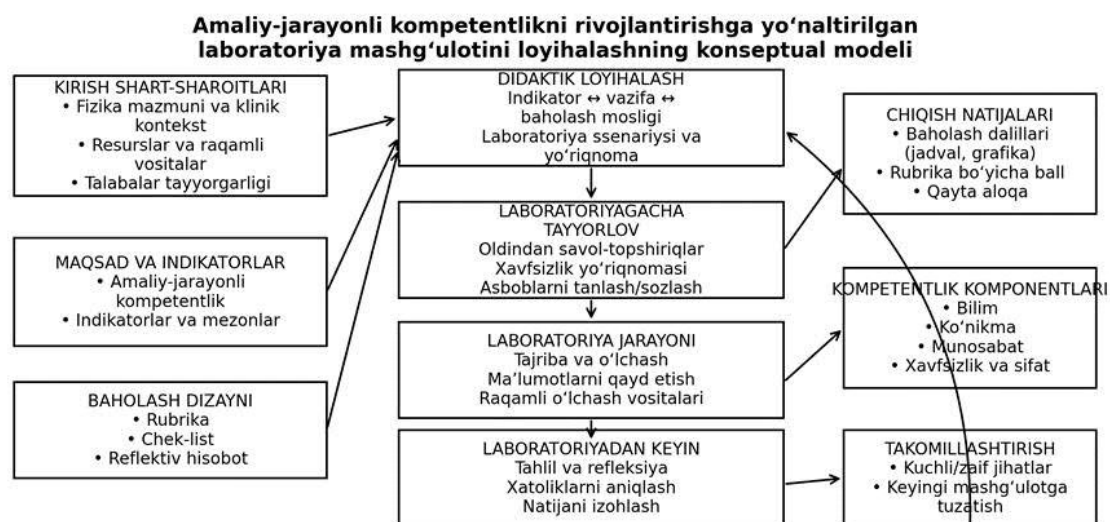 Amaliy-jarayonli kompetentlikni rivojlantirishga yo‘naltirilgan
laboratoriya mashg‘ulotini loyihalashning konseptual modeli
KIRISH SHART-SHAROITLARI
• Fizika mazmuni va klinik
kontekst
• Resurslar va raqamli
vositalar
• Talabalar tayyorgarligi
MAQSAD VA INDIKATORLAR
• Amaliy-jarayonli
kompetentlik
• Indikatorlar va mezonlar
BAHOLASH DIZAYNI
• Rubrika
• Chek-list
• Reflektiv hisobot
DIDAKTIK LOYIHALASH
Indikator ↔ vazifa ↔
baholash mosligi
Laboratoriya ssenariysi va
yo‘riqnoma
LABORATORIYAGACHA
TAYYORLOV
Oldindan savol-topshiriqlar
Xavfsizlik yo‘riqnomasi
Asboblarni tanlash/sozlash
LABORATORIYA JARAYONI
Tajriba va o‘lchash
Ma’lumotlarni qayd etish
Raqamli o‘lchash vositalari
LABORATORIYADAN KEYIN
Tahlil va refleksiya
Xatoliklarni aniqlash
Natijani izohlash
CHIQISH NATIJALARI
• Baholash dalillari
(jadval, grafika)
• Rubrika bo‘yicha ball
• Qayta aloqa
KOMPETENTLIK KOMPONENTLARI
• Bilim
• Ko‘nikma
• Munosabat
• Xavfsizlik va sifat
TAKOMILLASHTIRISH
• Kuchli/zaif jihatlar
• Keyingi mashg‘ulotga
tuzatish